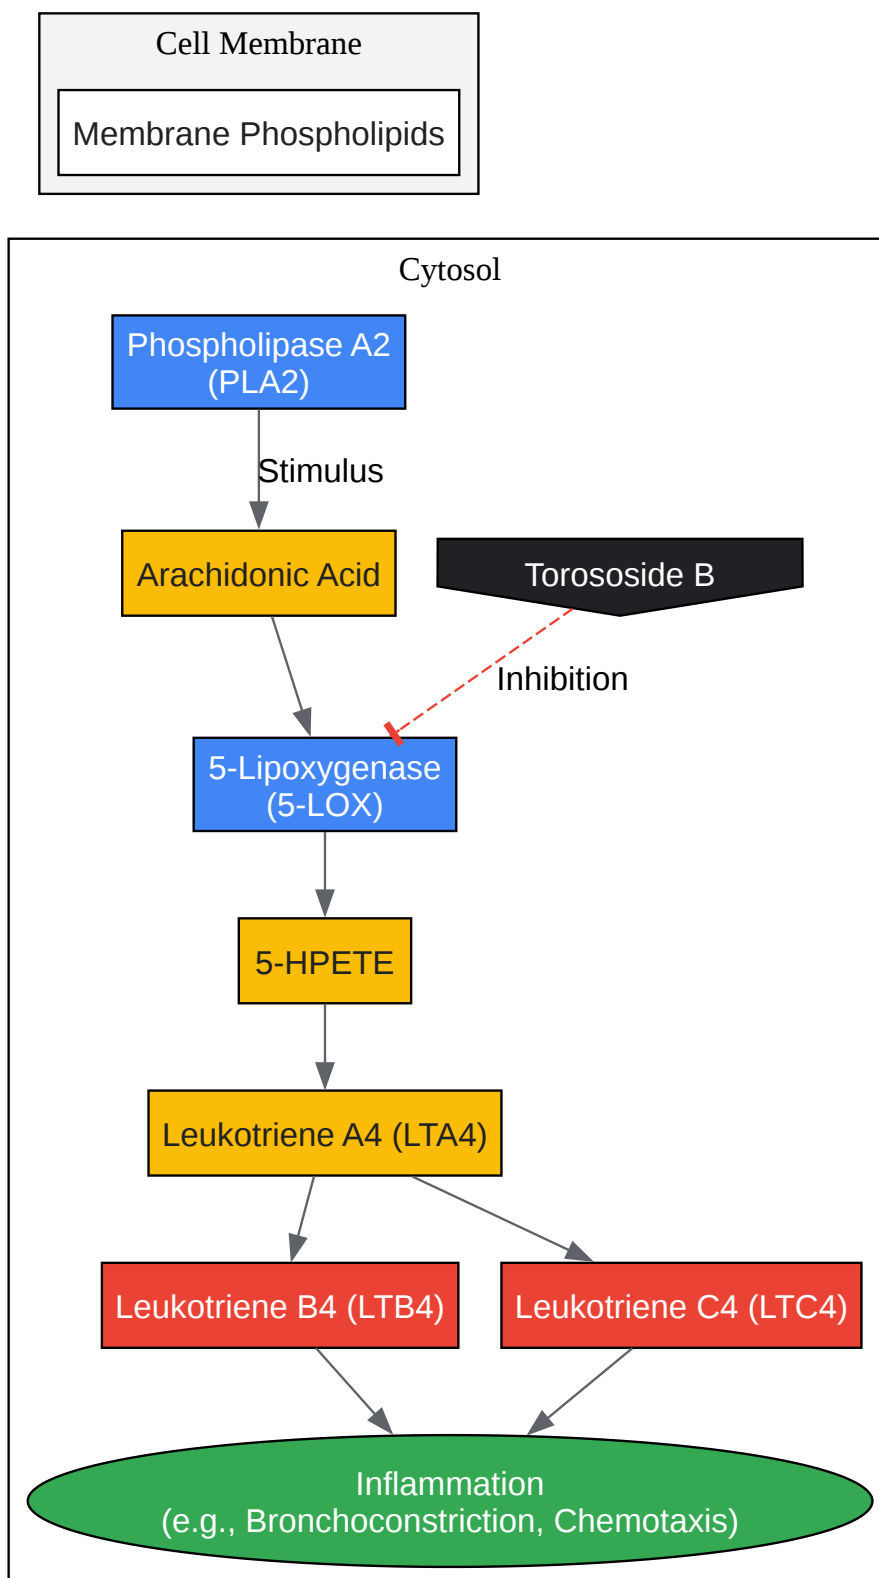 Cell Membrane
Membrane Phospholipids
Cytosol
Phospholipase A2
(PLA2)
Stimulus
Arachidonic Acid
Torososide B
Inhibition
5-Lipoxygenase
(5-LOX)
5-HPETE
Leukotriene A4 (LTA4)
Leukotriene B4 (LTB4)
Leukotriene C4 (LTC4)
Inflammation
(e.g., Bronchoconstriction, Chemotaxis)